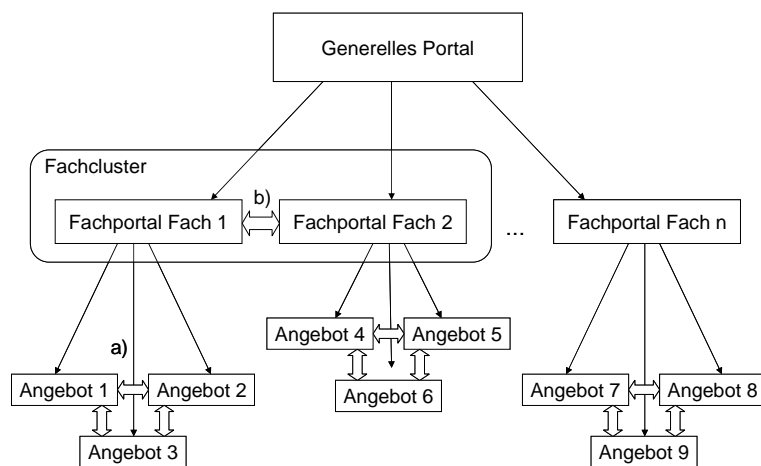 Generelles Portal
Fachcluster
b)
Fachportal Fach 1
Fachportal Fach 2
...
Fachportal Fach n
a)
Angebot 4
Angebot 5
Angebot 6
Angebot 1
Angebot 2
Angebot 3
Angebot 7
Angebot 8
Angebot 9